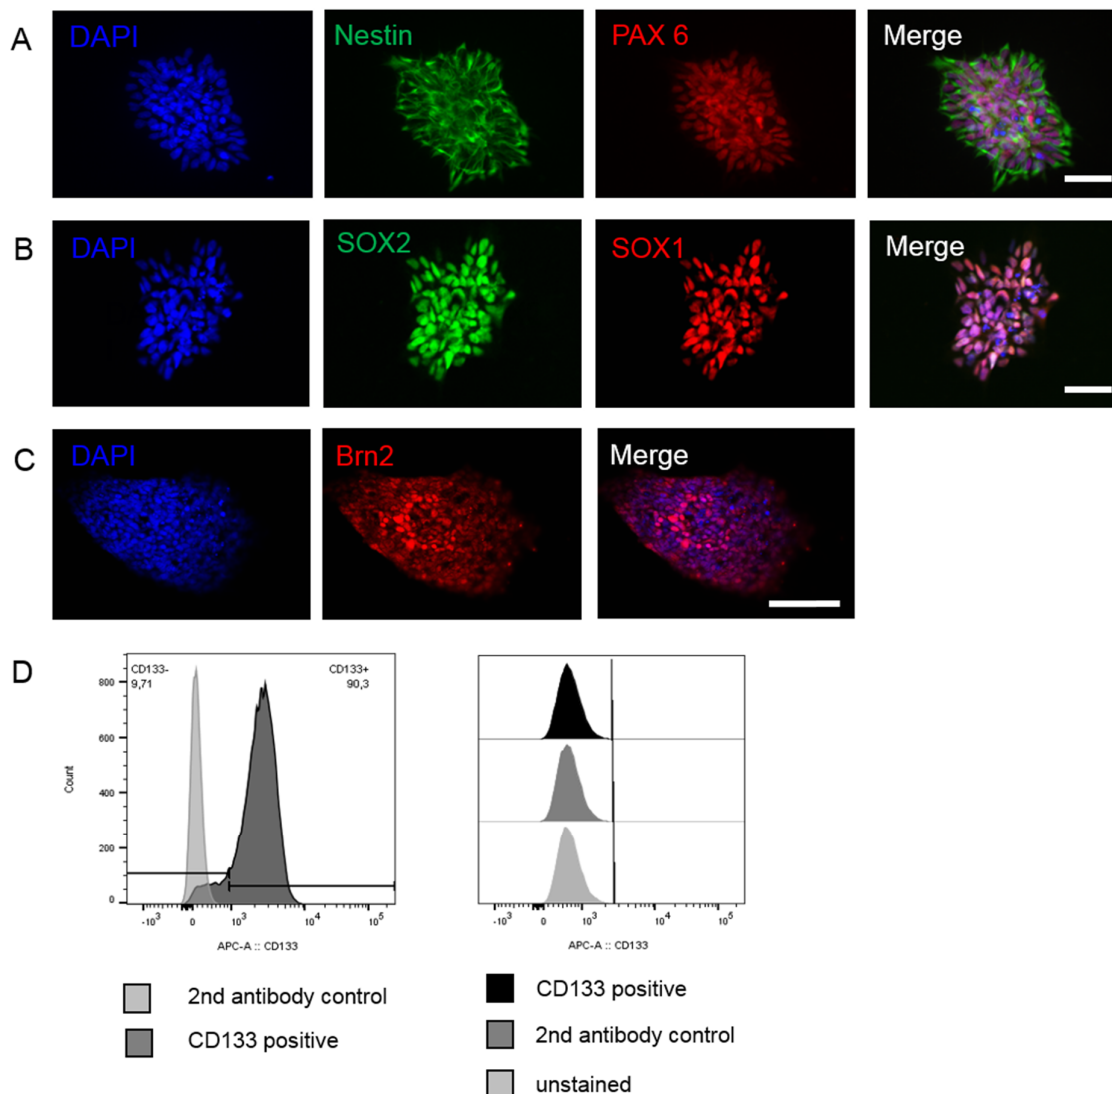 A
DAPI
Nestin
PAX 6
Merge
B
DAPI
SOX2
SOX1
Merge
C
DAPI
Brn2
Merge
D
CD133-
9,71
CD133+
90,3
800
600
400
200
0
Count
-10³ 0 10³ 10⁴ 10⁵
APC-A :: CD133
-10³ 0 10³ 10⁴ 10⁵
APC-A :: CD133
2nd antibody control
CD133 positive
CD133 positive
2nd antibody control
unstained